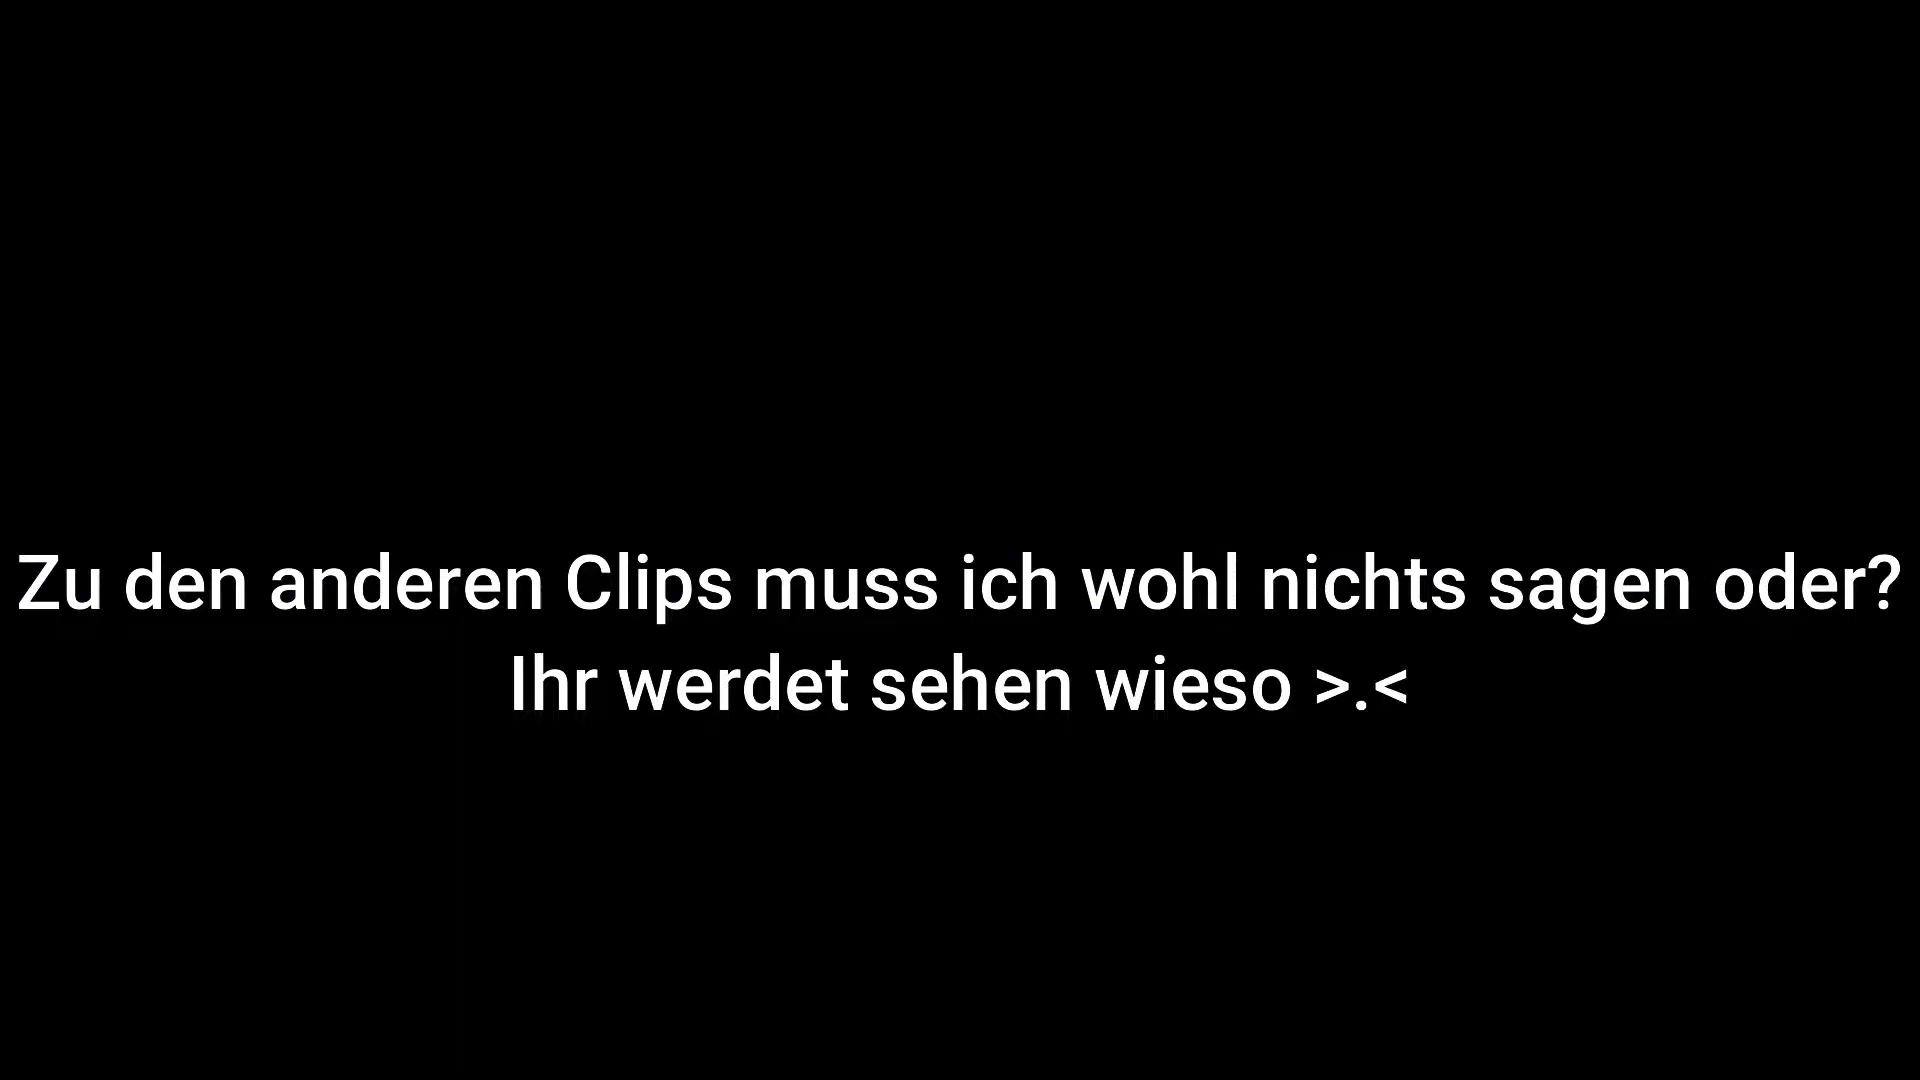 Zu den anderen Clips muss ich wohl nichts sagen oder?
Ihr werdet sehen wieso >.<